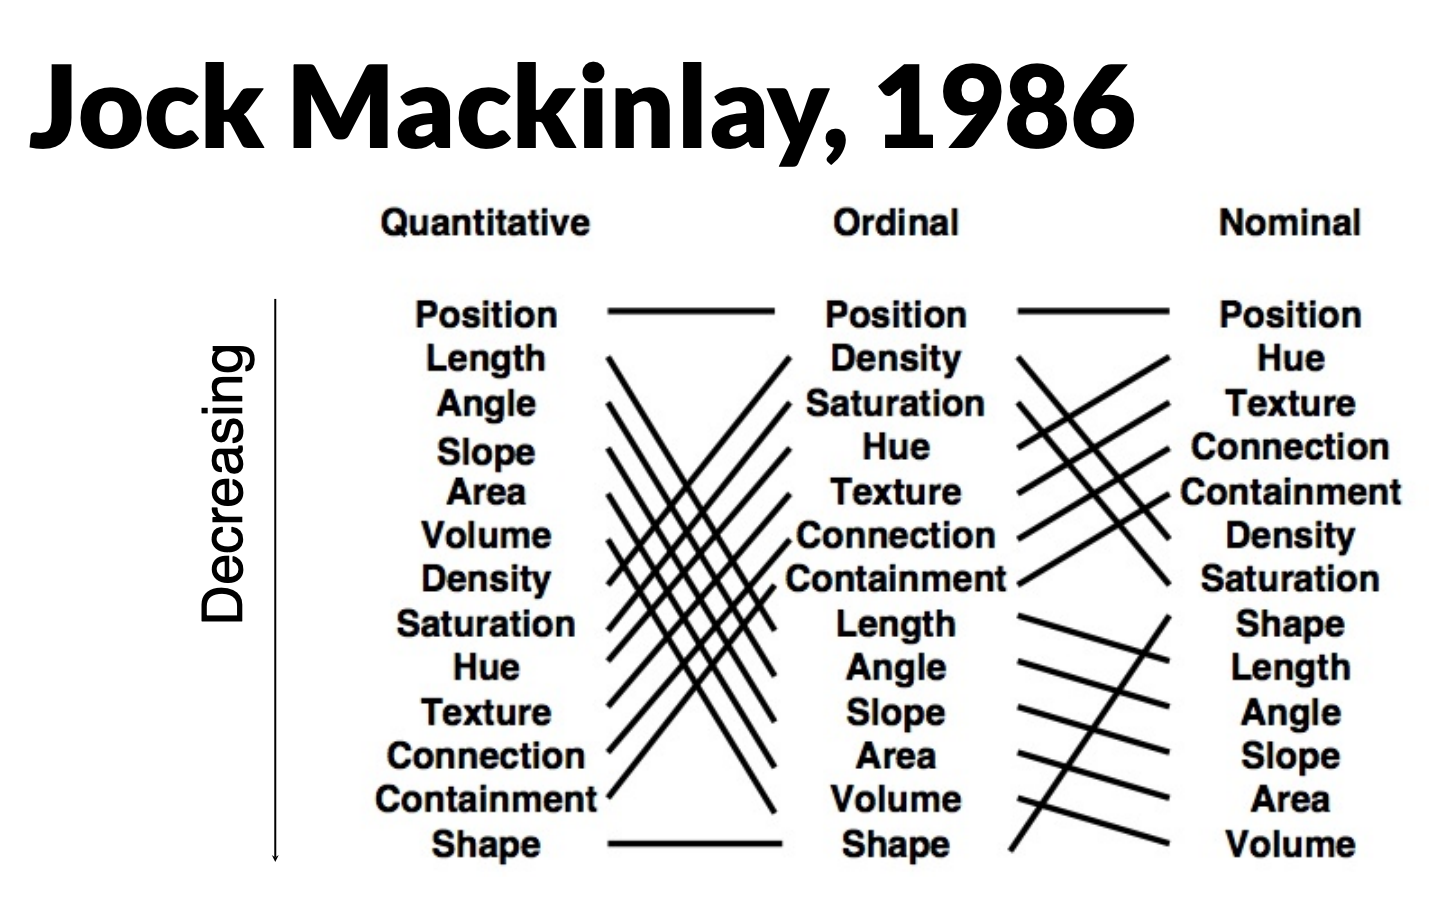 Jock Mackinlay, 1986
Quantitative Ordinal Nominal
Decreasing
Position Position Position
Length Density Hue
Angle Saturation Texture
Slope Hue Connection
Area Texture Containment
Volume Connection Density
Density Containment Saturation
Saturation Length Shape
Hue Angle Length
Texture Slope Angle
Connection Area Slope
Containment Volume Area
Shape Shape Volume